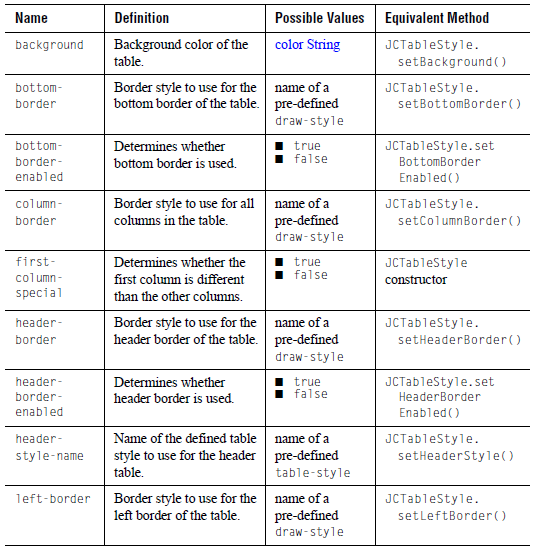 Name Definition Possible Values Equivalent Method
background Background color of the table. color String JCTableStyle.
setBackground()
bottom-
border Border style to use for the
bottom border of the table. name of a
pre-defined
draw-style JCTableStyle.
setBottomBorder()
bottom-
border-
enabled Determines whether
bottom border is used. ■ true
■ false JCTableStyle.set
BottomBorder
Enabled()
column-
border Border style to use for all
columns in the table. name of a
pre-defined
draw-style JCTableStyle.
setColumnBorder()
first-
column-
special Determines whether the
first column is different
than the other columns. ■ true
■ false JCTableStyle
constructor
header-
border Border style to use for the
header border of the table. name of a
pre-defined
draw-style JCTableStyle.
setHeaderBorder()
header-
border-
enabled Determines whether
header border is used. ■ true
■ false JCTableStyle.set
HeaderBorder
Enabled()
header-
style-name Name of the defined table
style to use for the header
table. name of a
pre-defined
table-style JCTableStyle.
setHeaderStyle()
left-border Border style to use for the
left border of the table. name of a
pre-defined
draw-style JCTableStyle.
setLeftBorder()